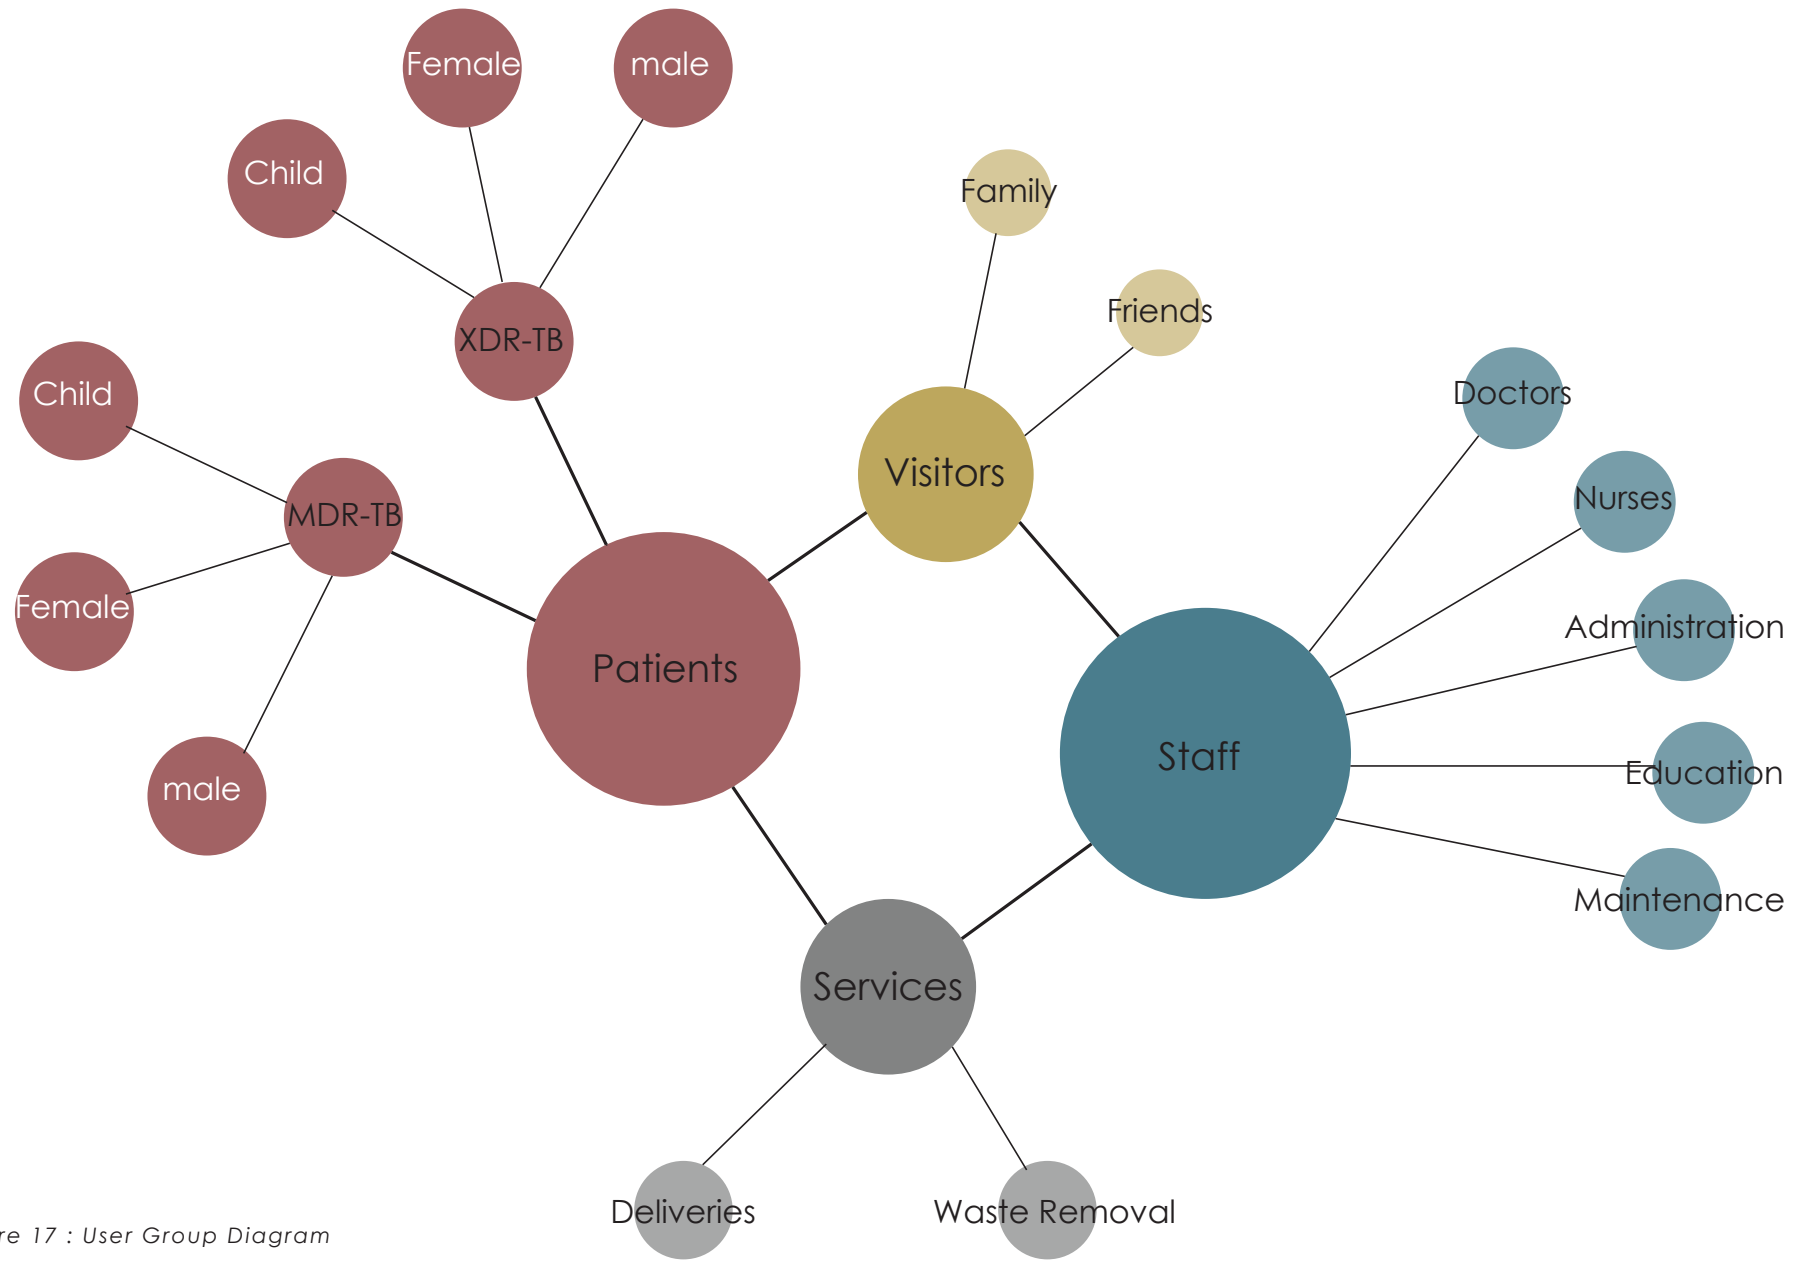 Female
male
Child
Family
Friends
XDR-TB
Child
Doctors
Visitors
Nurses
MDR-TB
Female
Administration
Patients
Staff
Education
male
Maintenance
Services
Deliveries
Waste Removal
re 17 : User Group Diagram